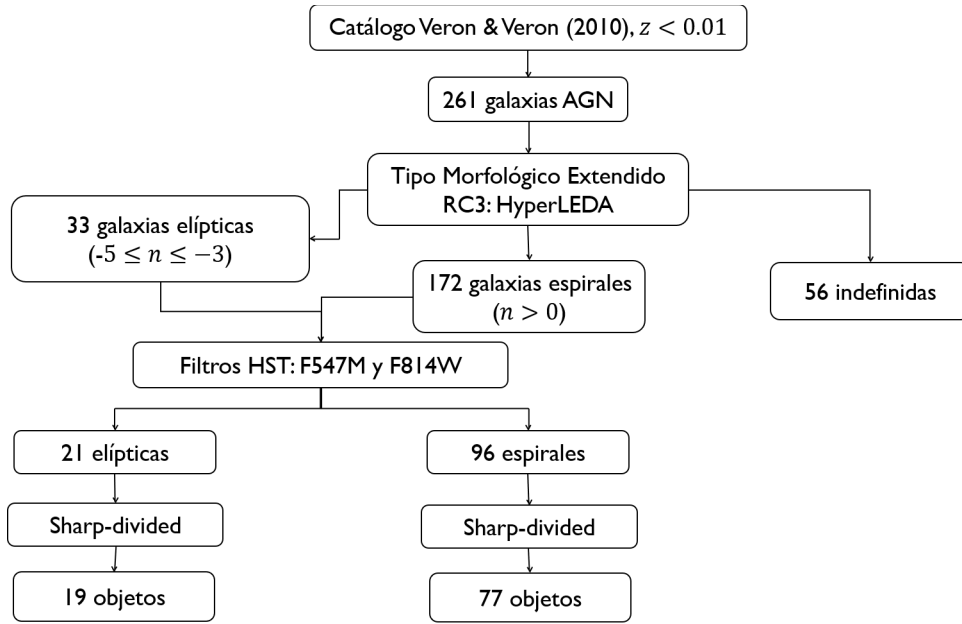 Catálogo Veron & Veron (2010), z < 0.01
261 galaxias AGN
Tipo Morfológico Extendido
RC3: HyperLEDA
33 galaxias elípticas
(-5 ≤ n ≤ −3)
172 galaxias espirales
(n > 0)
56 indefinidas
Filtros HST: F547M y F814W
21 elípticas
96 espirales
Sharp-divided
Sharp-divided
19 objetos
77 objetos